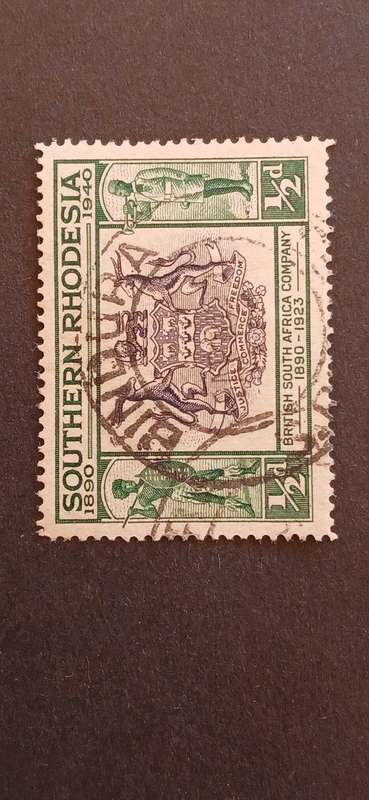 SOUTHERN RHODESIA
1890
1940
½d
½d
JUSTICE COMMERCE FREEDOM
BRITISH SOUTH AFRICA COMPANY
1890 - 1923